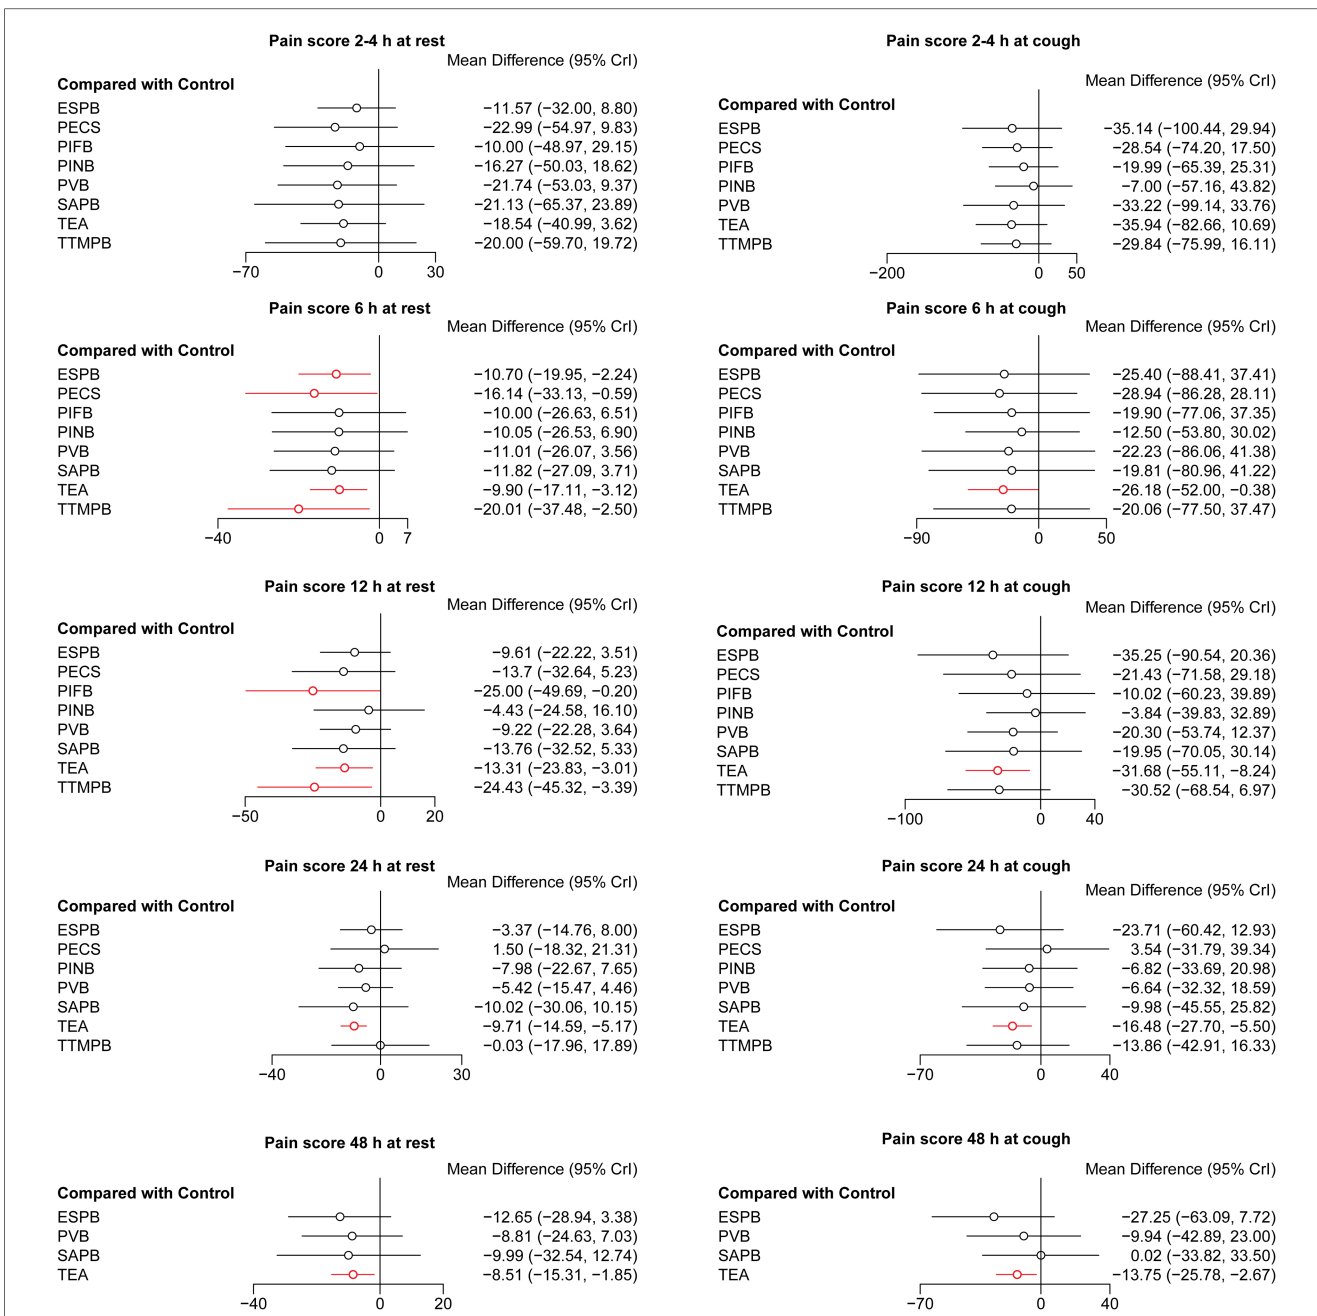 Pain score 2-4 h at rest
Mean Difference (95% CrI)
Compared with Control
ESPB −11.57 (−32.00, 8.80)
PECS −22.99 (−54.97, 9.83)
PIFB −10.00 (−48.97, 29.15)
PINB −16.27 (−50.03, 18.62)
PVB −21.74 (−53.03, 9.37)
SAPB −21.13 (−65.37, 23.89)
TEA −18.54 (−40.99, 3.62)
TTMPB −20.00 (−59.70, 19.72)
−70 0 30
Pain score 2-4 h at cough
Mean Difference (95% CrI)
Compared with Control
ESPB −35.14 (−100.44, 29.94)
PECS −28.54 (−74.20, 17.50)
PIFB −19.99 (−65.39, 25.31)
PINB −7.00 (−57.16, 43.82)
PVB −33.22 (−99.14, 33.76)
TEA −35.94 (−82.66, 10.69)
TTMPB −29.84 (−75.99, 16.11)
−200 0 50
Pain score 6 h at rest
Mean Difference (95% CrI)
Compared with Control
ESPB −10.70 (−19.95, −2.24)
PECS −16.14 (−33.13, −0.59)
PIFB −10.00 (−26.63, 6.51)
PINB −10.05 (−26.53, 6.90)
PVB −11.01 (−26.07, 3.56)
SAPB −11.82 (−27.09, 3.71)
TEA −9.90 (−17.11, −3.12)
TTMPB −20.01 (−37.48, −2.50)
−40 0 7
Pain score 6 h at cough
Mean Difference (95% CrI)
Compared with Control
ESPB −25.40 (−88.41, 37.41)
PECS −28.94 (−86.28, 28.11)
PIFB −19.90 (−77.06, 37.35)
PINB −12.50 (−53.80, 30.02)
PVB −22.23 (−86.06, 41.38)
SAPB −19.81 (−80.96, 41.22)
TEA −26.18 (−52.00, −0.38)
TTMPB −20.06 (−77.50, 37.47)
−90 0 50
Pain score 12 h at rest
Mean Difference (95% CrI)
Compared with Control
ESPB −9.61 (−22.22, 3.51)
PECS −13.7 (−32.64, 5.23)
PIFB −25.00 (−49.69, −0.20)
PINB −4.43 (−24.58, 16.10)
PVB −9.22 (−22.28, 3.64)
SAPB −13.76 (−32.52, 5.33)
TEA −13.31 (−23.83, −3.01)
TTMPB −24.43 (−45.32, −3.39)
−50 0 20
Pain score 12 h at cough
Mean Difference (95% CrI)
Compared with Control
ESPB −35.25 (−90.54, 20.36)
PECS −21.43 (−71.58, 29.18)
PIFB −10.02 (−60.23, 39.89)
PINB −3.84 (−39.83, 32.89)
PVB −20.30 (−53.74, 12.37)
SAPB −19.95 (−70.05, 30.14)
TEA −31.68 (−55.11, −8.24)
TTMPB −30.52 (−68.54, 6.97)
−100 0 40
Pain score 24 h at rest
Mean Difference (95% CrI)
Compared with Control
ESPB −3.37 (−14.76, 8.00)
PECS 1.50 (−18.32, 21.31)
PINB −7.98 (−22.67, 7.65)
PVB −5.42 (−15.47, 4.46)
SAPB −10.02 (−30.06, 10.15)
TEA −9.71 (−14.59, −5.17)
TTMPB −0.03 (−17.96, 17.89)
−40 0 30
Pain score 24 h at cough
Mean Difference (95% CrI)
Compared with Control
ESPB −23.71 (−60.42, 12.93)
PECS 3.54 (−31.79, 39.34)
PINB −6.82 (−33.69, 20.98)
PVB −6.64 (−32.32, 18.59)
SAPB −9.98 (−45.55, 25.82)
TEA −16.48 (−27.70, −5.50)
TTMPB −13.86 (−42.91, 16.33)
−70 0 40
Pain score 48 h at rest
Mean Difference (95% CrI)
Compared with Control
ESPB −12.65 (−28.94, 3.38)
PVB −8.81 (−24.63, 7.03)
SAPB −9.99 (−32.54, 12.74)
TEA −8.51 (−15.31, −1.85)
−40 0 20
Pain score 48 h at cough
Mean Difference (95% CrI)
Compared with Control
ESPB −27.25 (−63.09, 7.72)
PVB −9.94 (−42.89, 23.00)
SAPB 0.02 (−33.82, 33.50)
TEA −13.75 (−25.78, −2.67)
−70 0 40